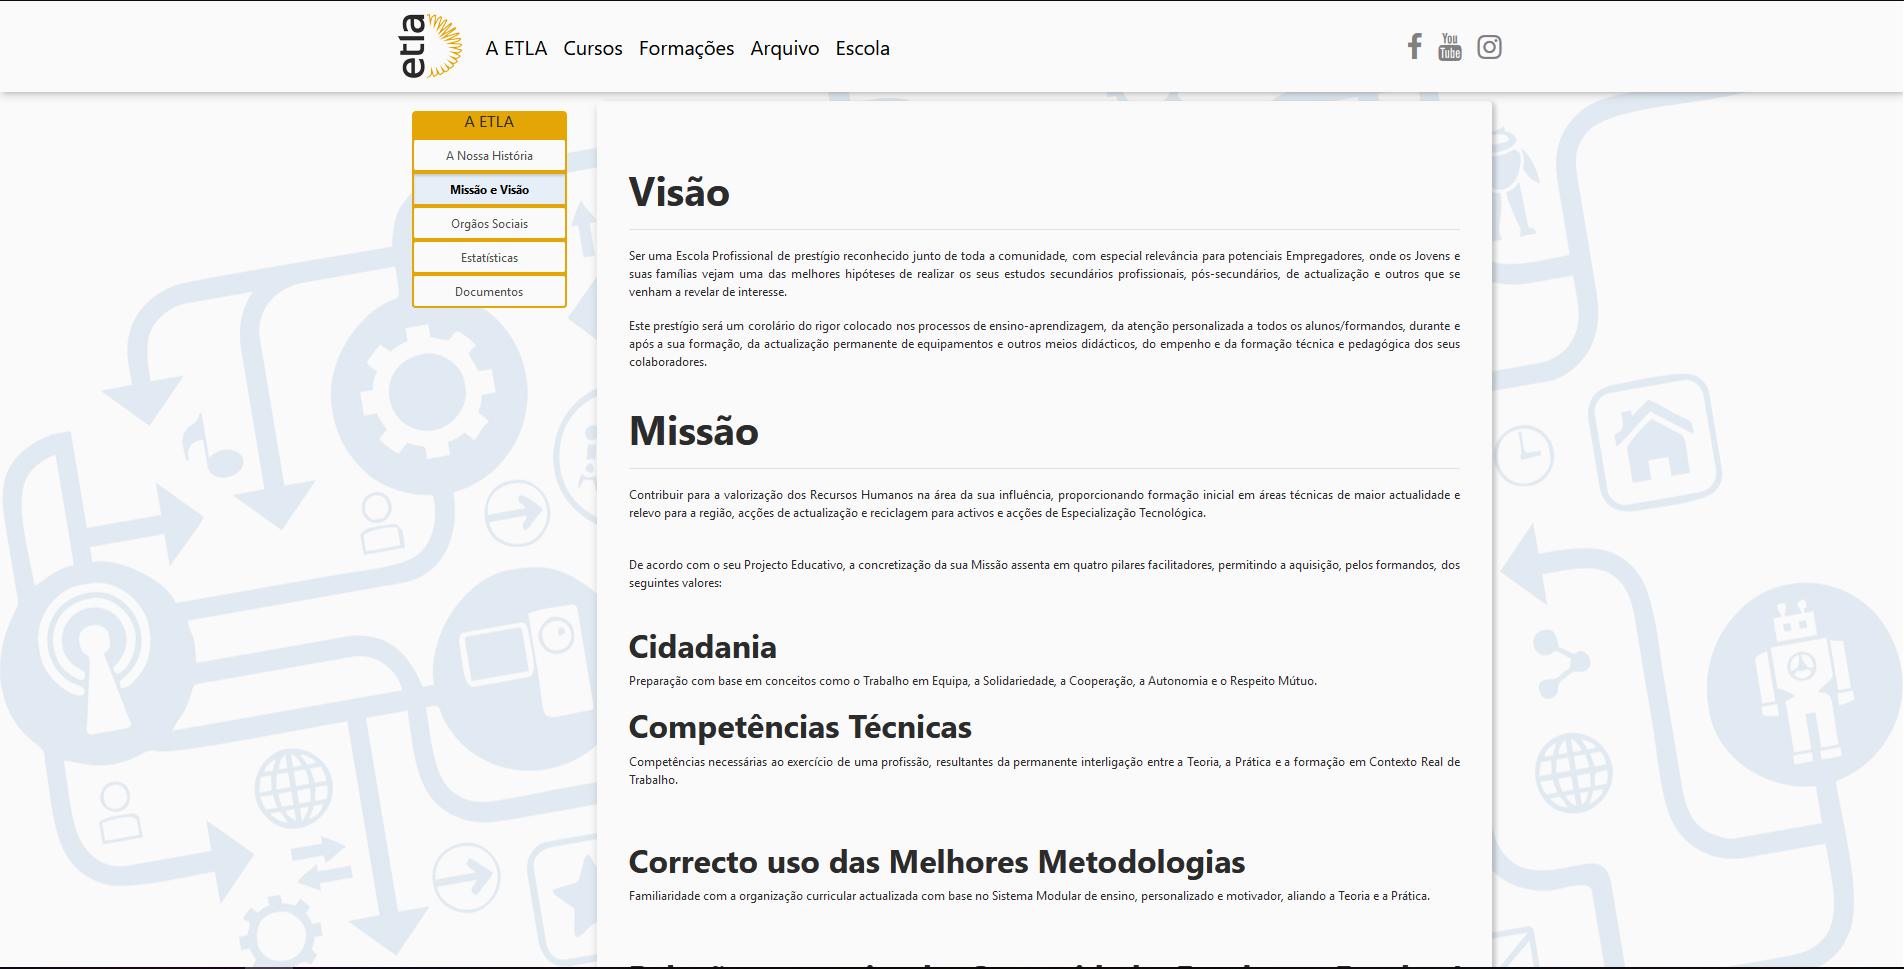 etla
A ETLA Cursos Formações Arquivo Escola
You
Tube
A ETLA
A Nossa História
Missão e Visão
Orgãos Sociais
Estatísticas
Documentos
Visão
Ser uma Escola Profissional de prestígio reconhecido junto de toda a comunidade, com especial relevância para potenciais Empregadores, onde os Jovens e
suas famílias vejam uma das melhores hipóteses de realizar os seus estudos secundários profissionais, pós-secundários, de actualização e outros que se
venham a revelar de interesse.
Este prestígio será um corolário do rigor colocado nos processos de ensino-aprendizagem, da atenção personalizada a todos os alunos/formandos, durante e
após a sua formação, da actualização permanente de equipamentos e outros meios didácticos, do empenho e da formação técnica e pedagógica dos seus
colaboradores.
Missão
Contribuir para a valorização dos Recursos Humanos na área da sua influência, proporcionando formação inicial em áreas técnicas de maior actualidade e
relevo para a região, acções de actualização e reciclagem para activos e acções de Especialização Tecnológica.
De acordo com o seu Projecto Educativo, a concretização da sua Missão assenta em quatro pilares facilitadores, permitindo a aquisição, pelos formandos, dos
seguintes valores:
Cidadania
Preparação com base em conceitos como o Trabalho em Equipa, a Solidariedade, a Cooperação, a Autonomia e o Respeito Mútuo.
Competências Técnicas
Competências necessárias ao exercício de uma profissão, resultantes da permanente interligação entre a Teoria, a Prática e a formação em Contexto Real de
Trabalho.
Correcto uso das Melhores Metodologias
Familiaridade com a organização curricular actualizada com base no Sistema Modular de ensino, personalizado e motivador, aliando a Teoria e a Prática.